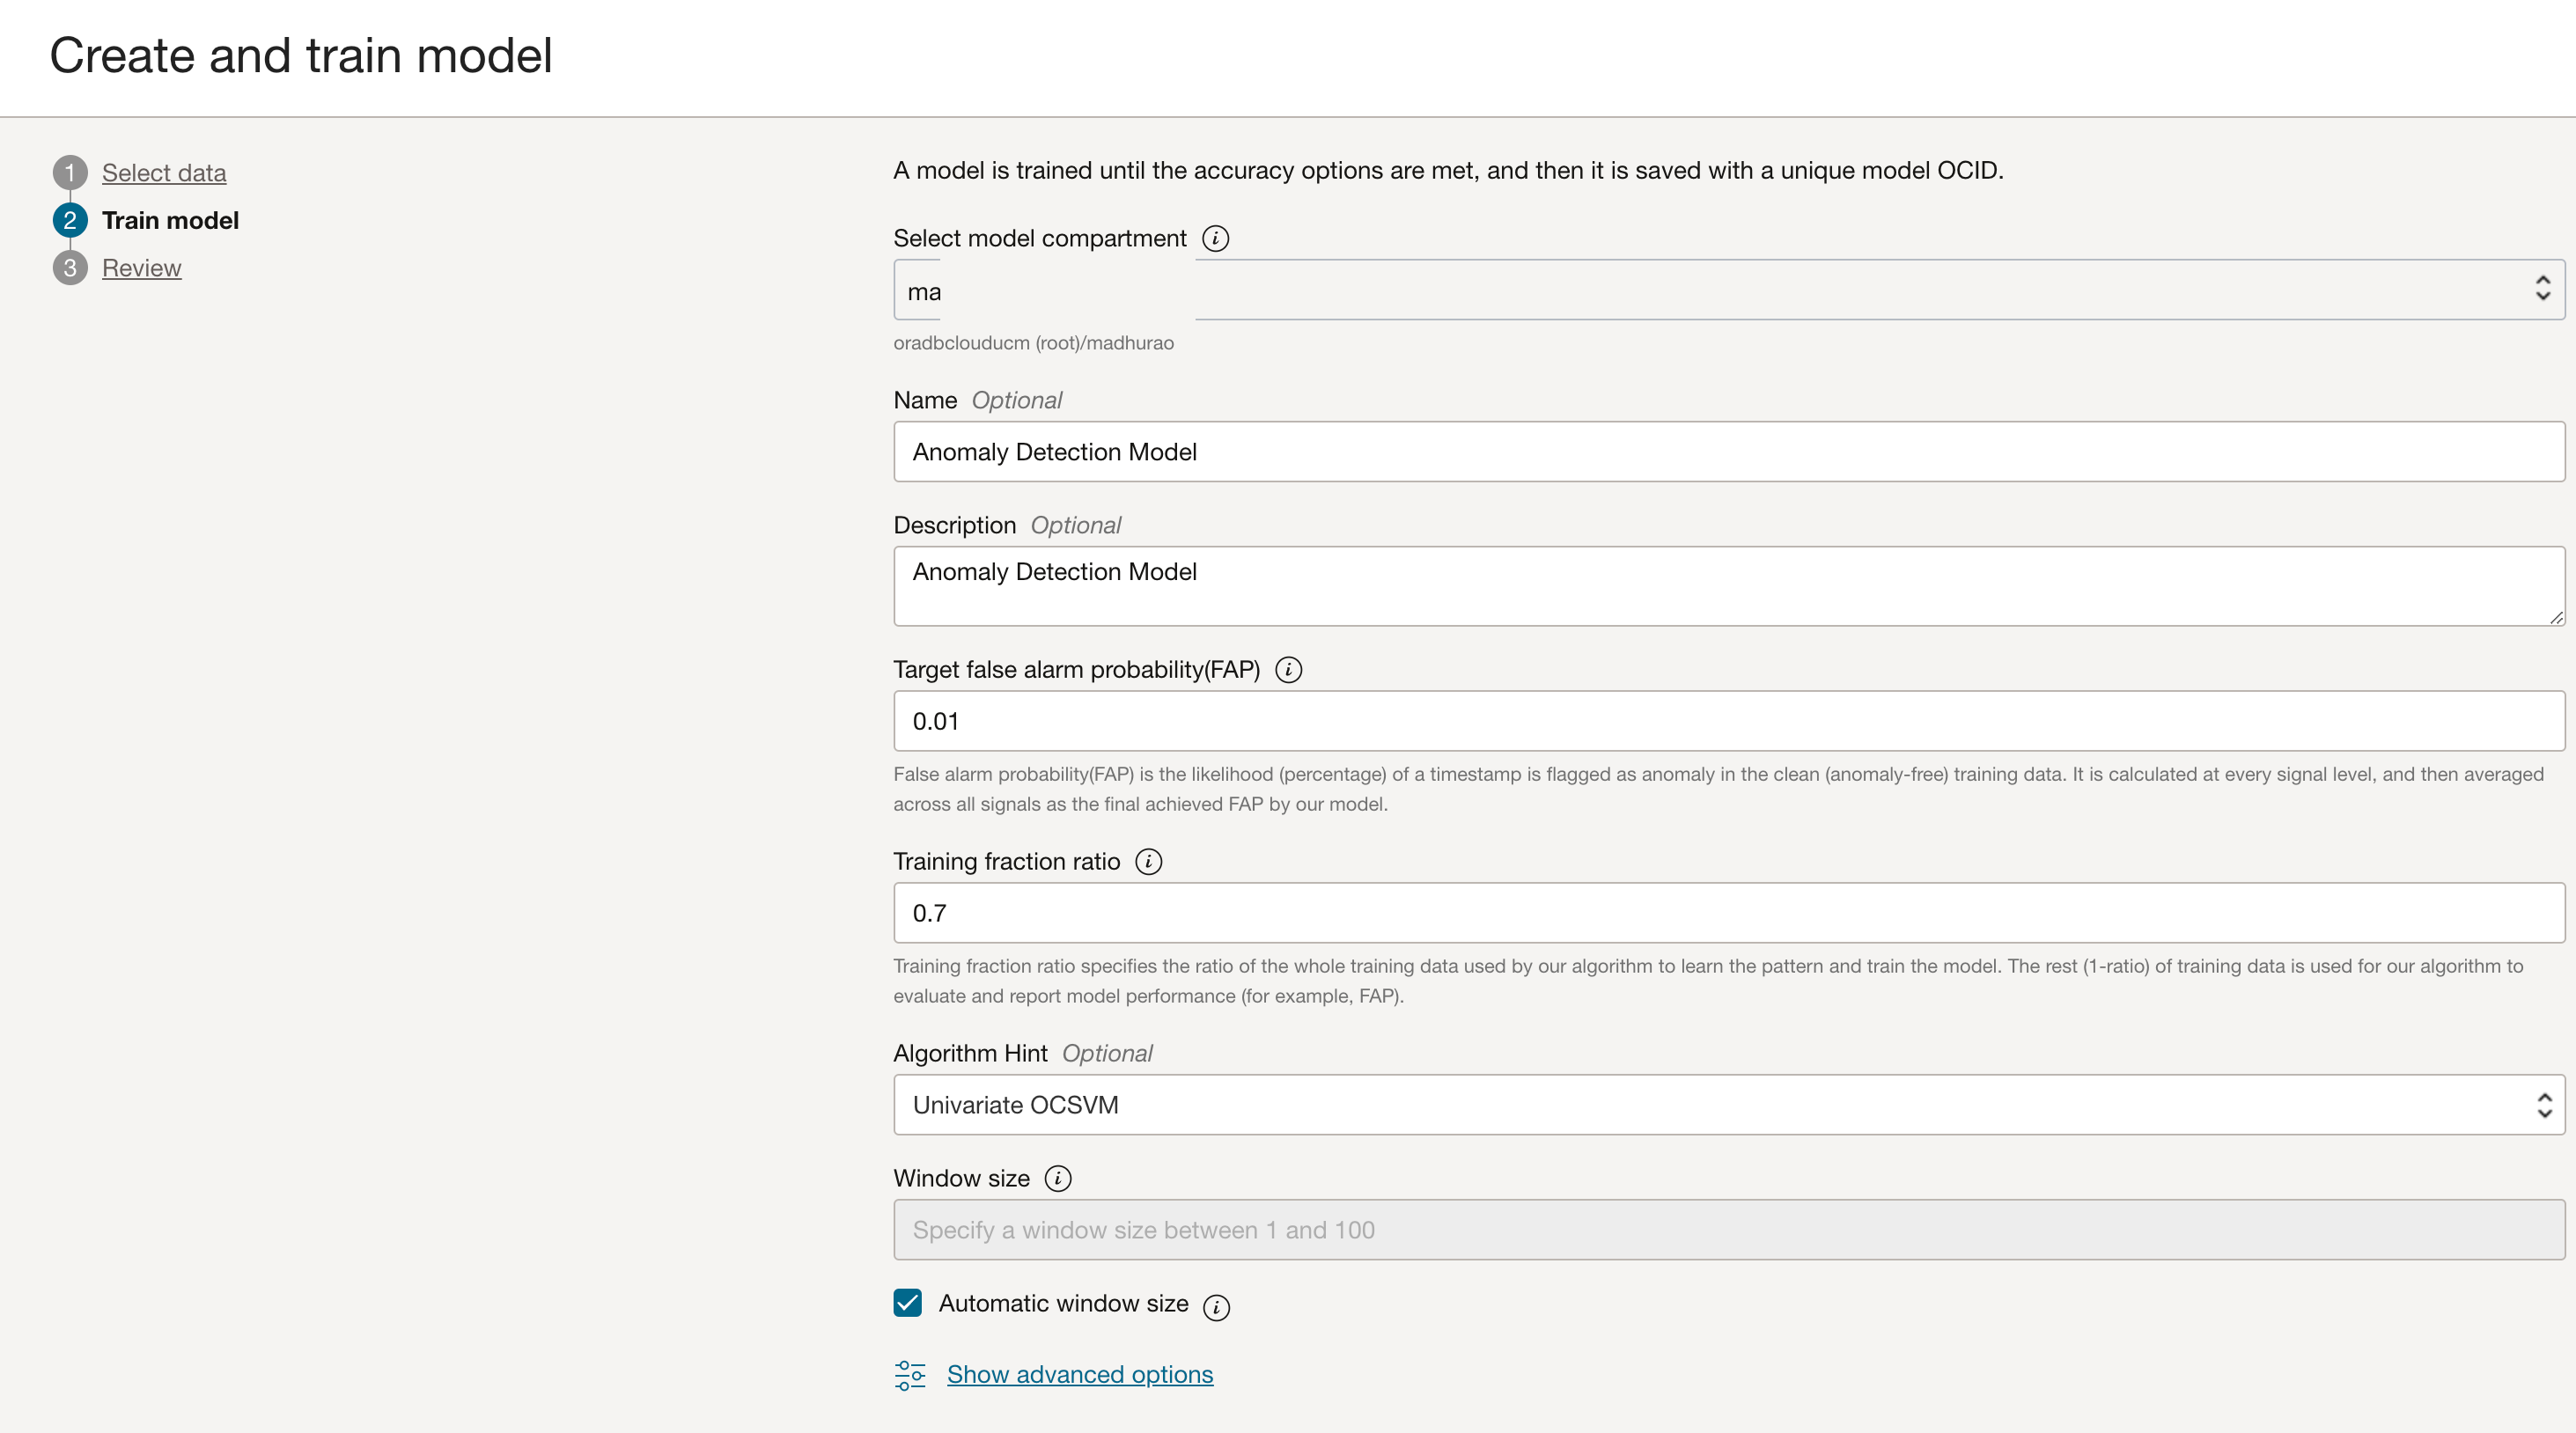 Create and train model
1 Select data
2 Train model
3 Review
A model is trained until the accuracy options are met, and then it is saved with a unique model OCID.
Select model compartment
ma
oradbclouducm (root)/madhurao
Name Optional
Anomaly Detection Model
Description Optional
Anomaly Detection Model
Target false alarm probability(FAP)
0.01
False alarm probability(FAP) is the likelihood (percentage) of a timestamp is flagged as anomaly in the clean (anomaly-free) training data. It is calculated at every signal level, and then averaged
across all signals as the final achieved FAP by our model.
Training fraction ratio
0.7
Training fraction ratio specifies the ratio of the whole training data used by our algorithm to learn the pattern and train the model. The rest (1-ratio) of training data is used for our algorithm to
evaluate and report model performance (for example, FAP).
Algorithm Hint Optional
Univariate OCSVM
Window size
Specify a window size between 1 and 100
Automatic window size
Show advanced options